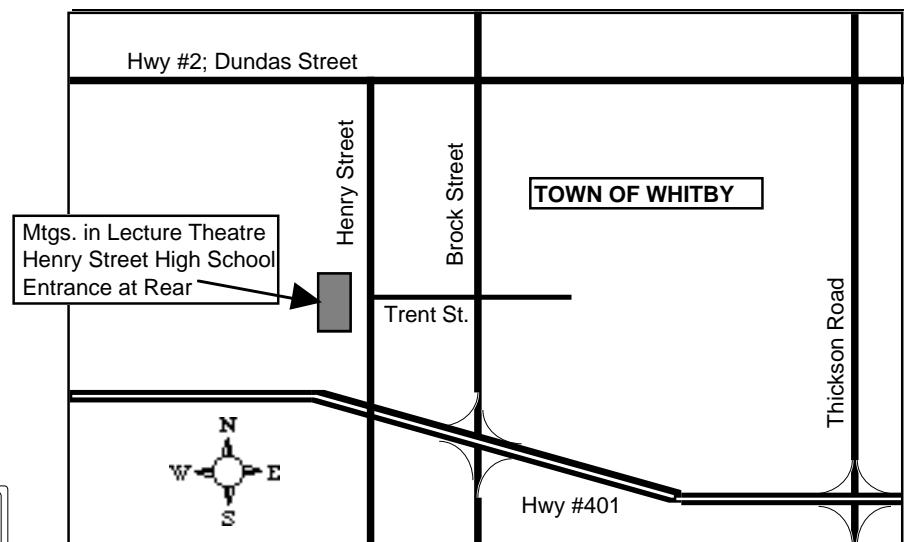 Hwy #2; Dundas Street
Henry Street
Brock Street
TOWN OF WHITBY
Mtgs. in Lecture Theatre
Henry Street High School
Entrance at Rear
Trent St.
Thickson Road
N
W
E
S
Hwy #401